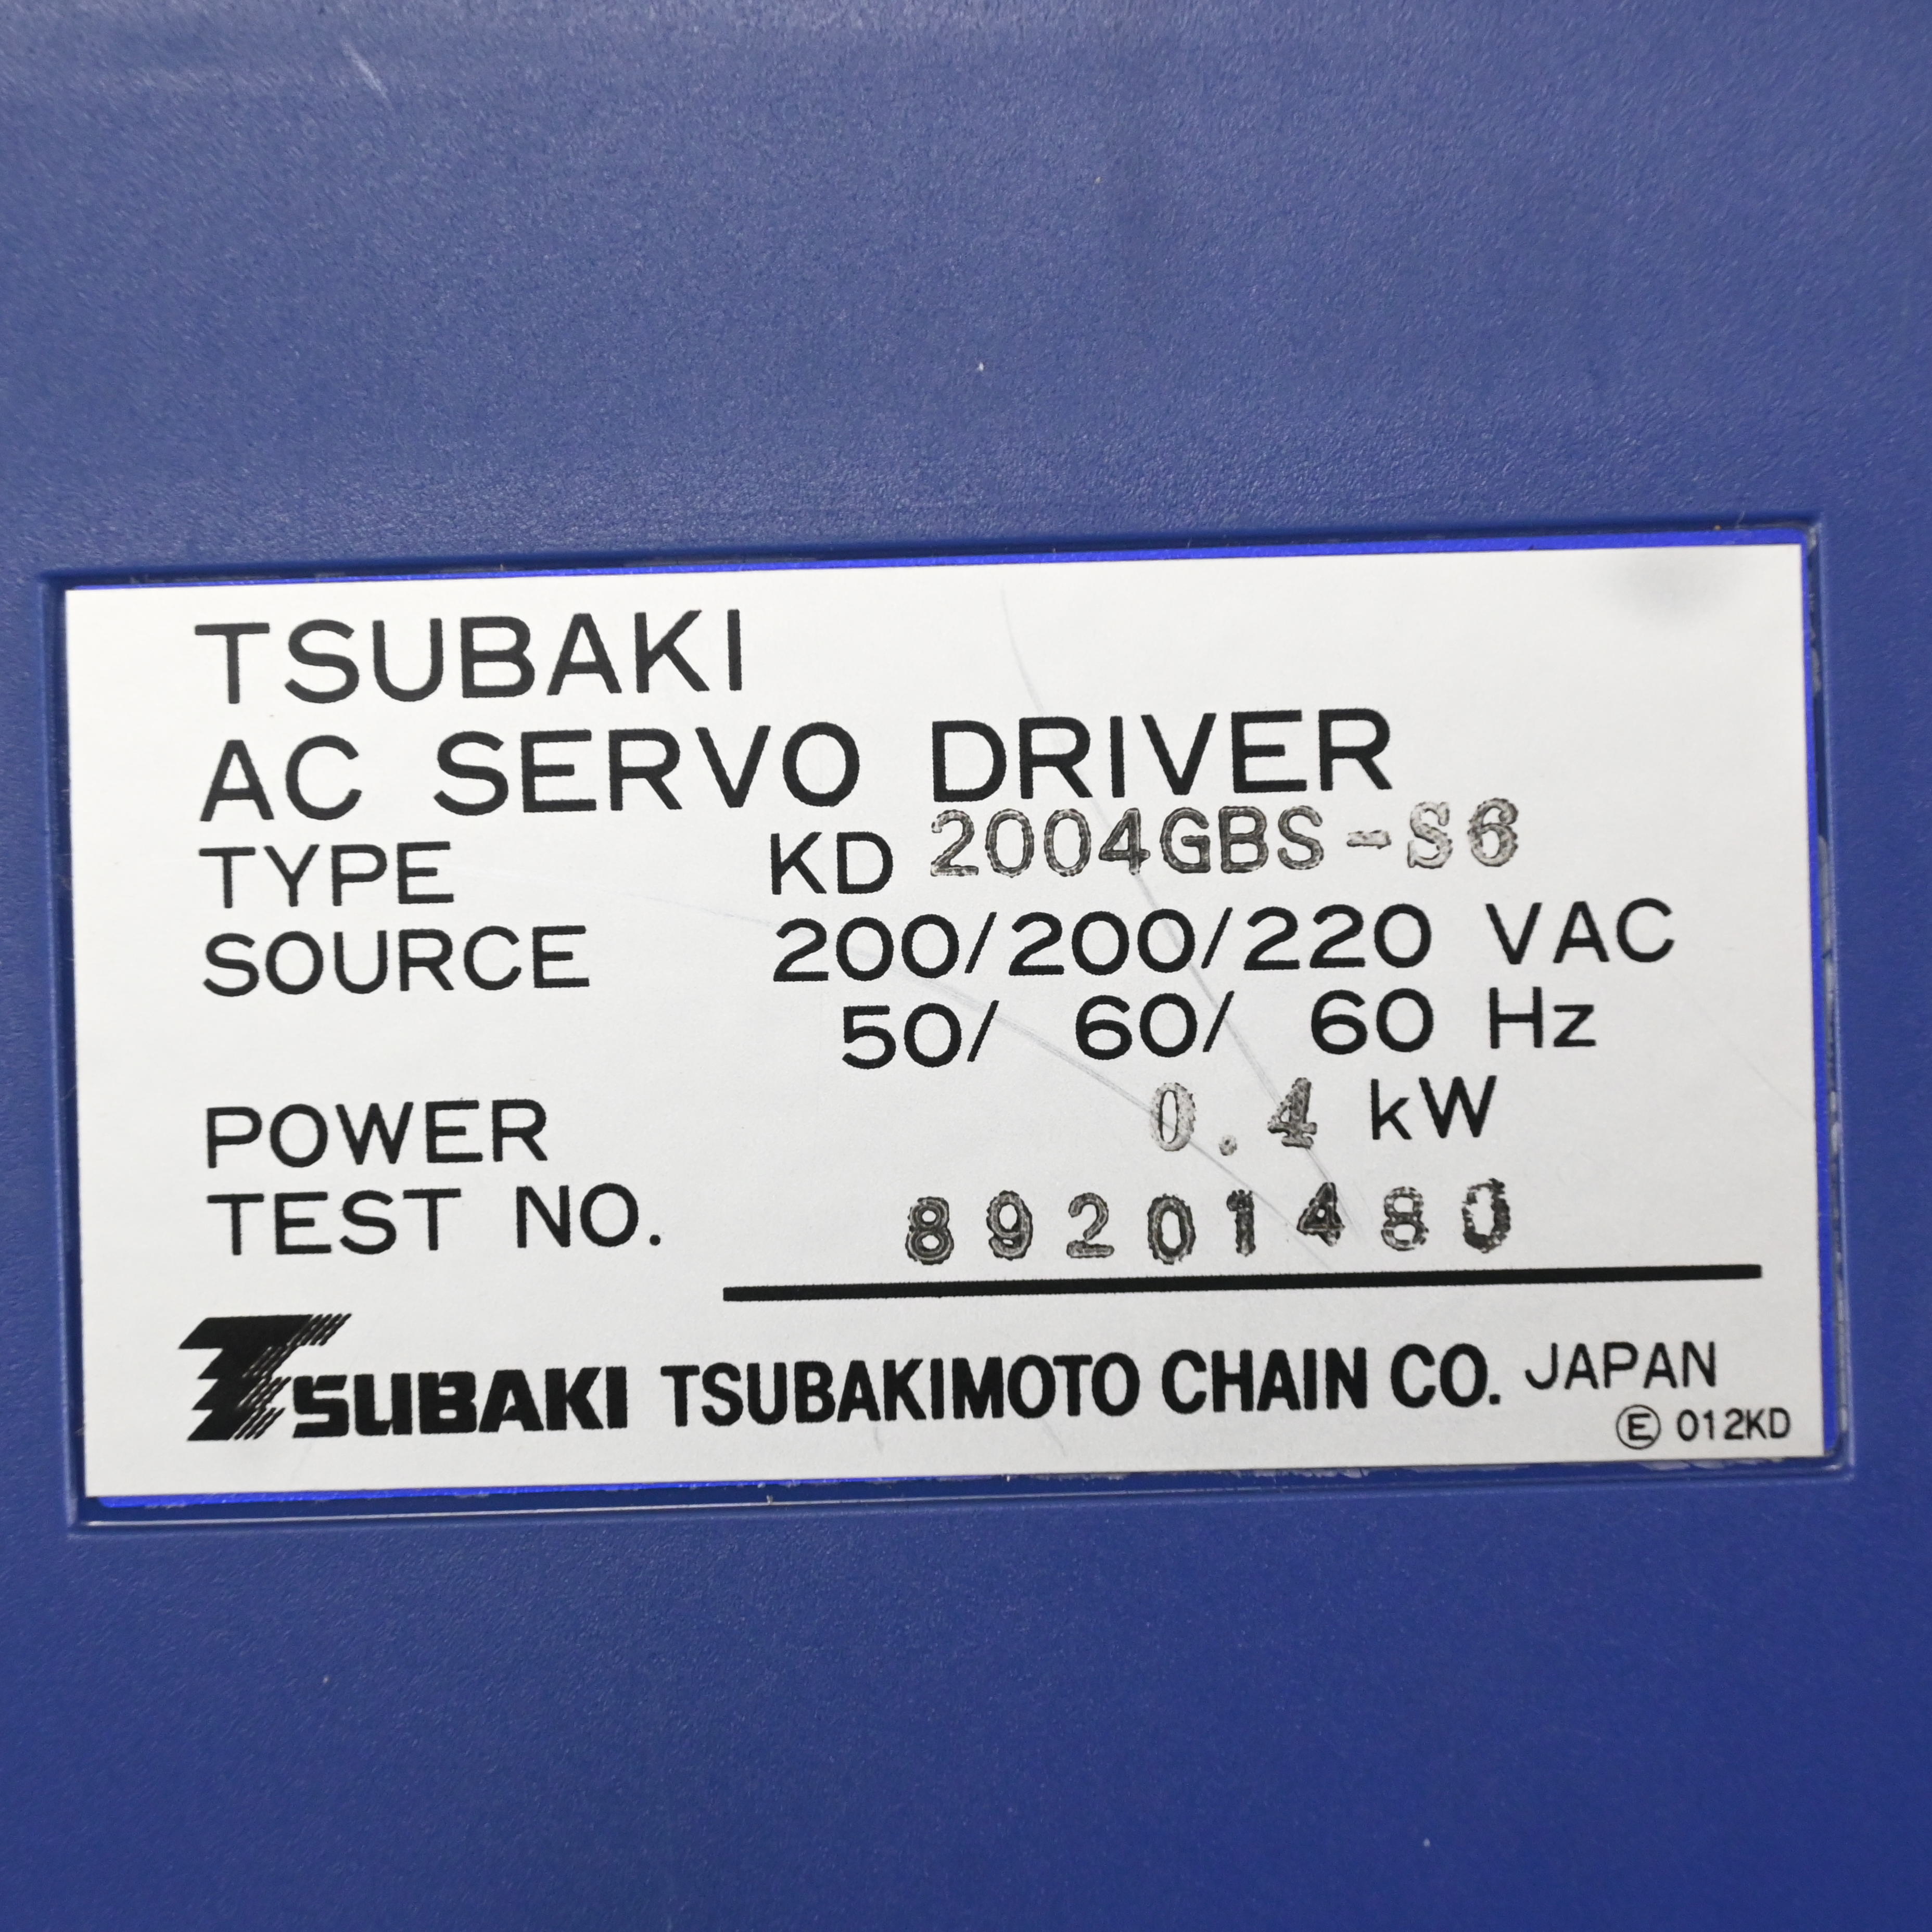 TSUBAKI
AC SERVO DRIVER
TYPE KD 2004GBS-S6
SOURCE 200/200/220 VAC
50/ 60/ 60 Hz
POWER 0.4 kW
TEST NO. 89201480
TSUBAKI TSUBAKIMOTO CHAIN CO. JAPAN
Ⓔ 012KD